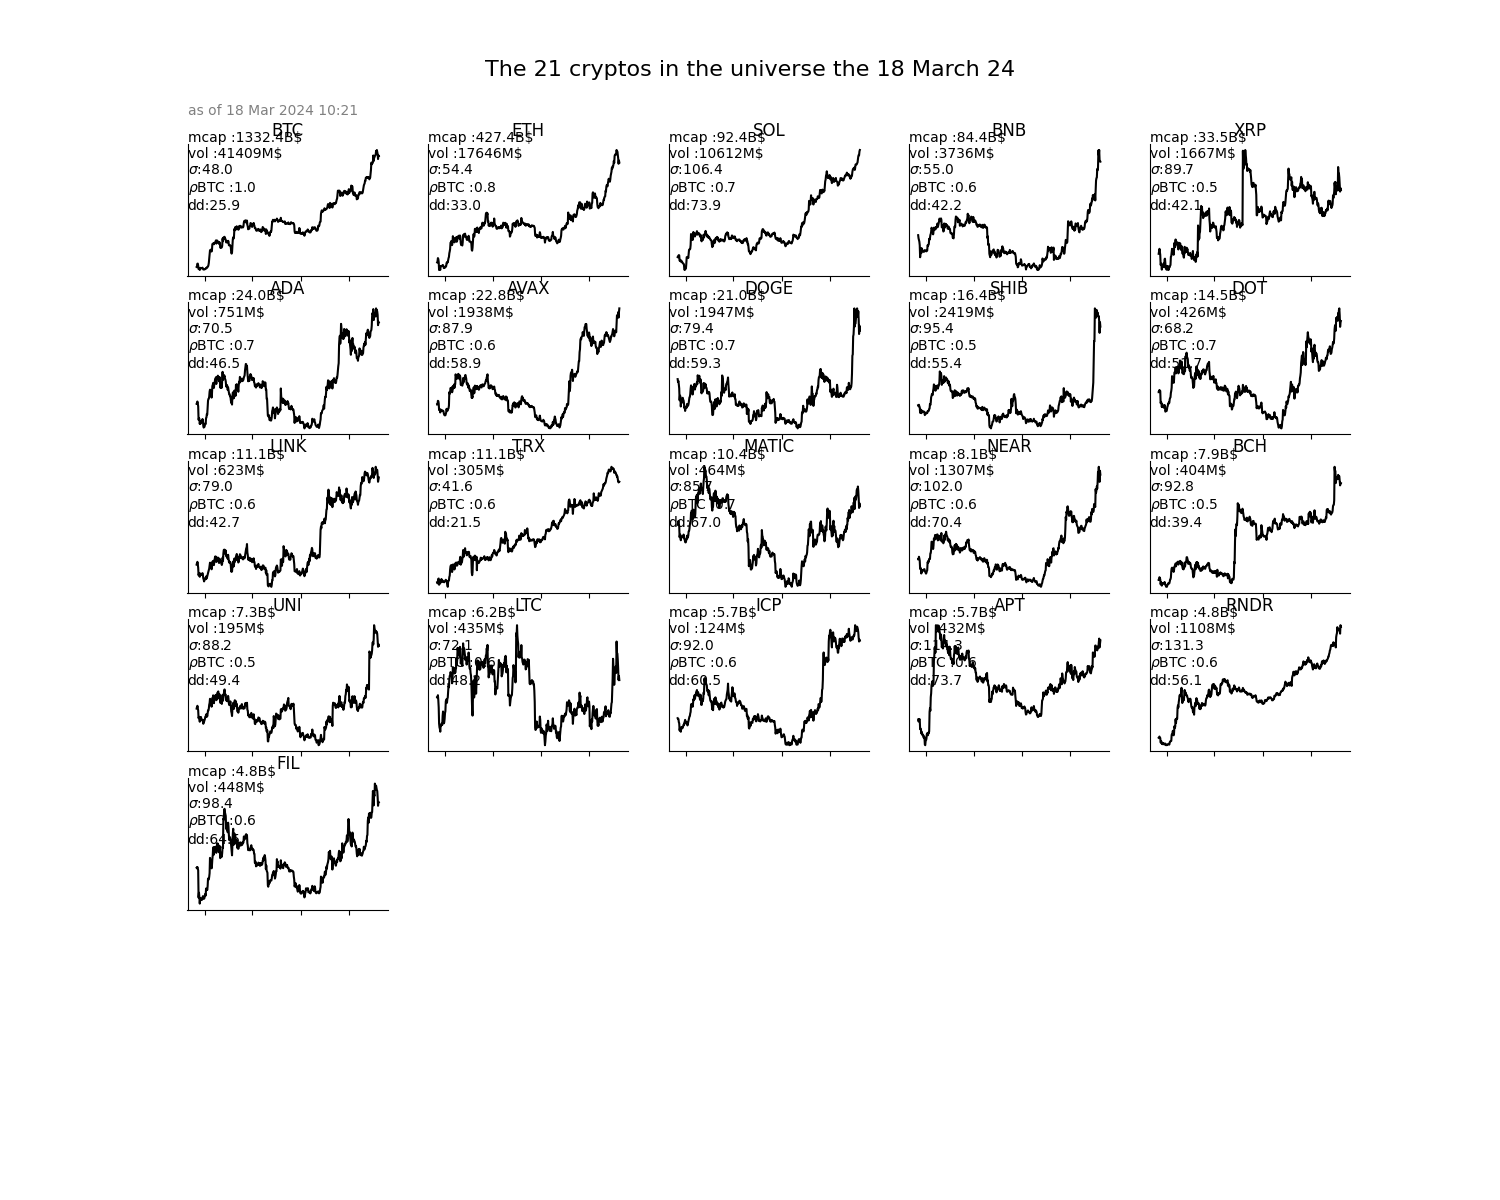 The 21 cryptos in the universe the 18 March 24
as of 18 Mar 2024 10:21
BTC
mcap :1332.4B$
vol :41409M$
σ:48.0
ρBTC :1.0
dd:25.9
ETH
mcap :427.4B$
vol :17646M$
σ:54.4
ρBTC :0.8
dd:33.0
SOL
mcap :92.4B$
vol :10612M$
σ:106.4
ρBTC :0.7
dd:73.9
BNB
mcap :84.4B$
vol :3736M$
σ:55.0
ρBTC :0.6
dd:42.2
XRP
mcap :33.5B$
vol :1667M$
σ:89.7
ρBTC :0.5
dd:42.1
ADA
mcap :24.0B$
vol :751M$
σ:70.5
ρBTC :0.7
dd:46.5
AVAX
mcap :22.8B$
vol :1938M$
σ:87.9
ρBTC :0.6
dd:58.9
DOGE
mcap :21.0B$
vol :1947M$
σ:79.4
ρBTC :0.7
dd:59.3
SHIB
mcap :16.4B$
vol :2419M$
σ:95.4
ρBTC :0.5
dd:55.4
DOT
mcap :14.5B$
vol :426M$
σ:68.2
ρBTC :0.7
LINK
mcap :11.1B$
vol :623M$
σ:79.0
ρBTC :0.6
dd:42.7
TRX
mcap :11.1B$
vol :305M$
σ:41.6
ρBTC :0.6
dd:21.5
MATIC
mcap :10.4B$
vol :464M$
ρBTC :0.7
dd:67.0
NEAR
mcap :8.1B$
vol :1307M$
σ:102.0
ρBTC :0.6
dd:70.4
BCH
mcap :7.9B$
vol :404M$
σ:92.8
ρBTC :0.5
dd:39.4
UNI
mcap :7.3B$
vol :195M$
σ:88.2
ρBTC :0.5
dd:49.4
LTC
mcap :6.2B$
vol :435M$
σ:72.1
ρBTC :0.6
dd:48.2
ICP
mcap :5.7B$
vol :124M$
σ:92.0
ρBTC :0.6
dd:60.5
APT
mcap :5.7B$
vol :432M$
ρBTC :0.6
dd:73.7
RNDR
mcap :4.8B$
vol :1108M$
σ:131.3
ρBTC :0.6
dd:56.1
FIL
mcap :4.8B$
vol :448M$
σ:98.4
ρBTC :0.6